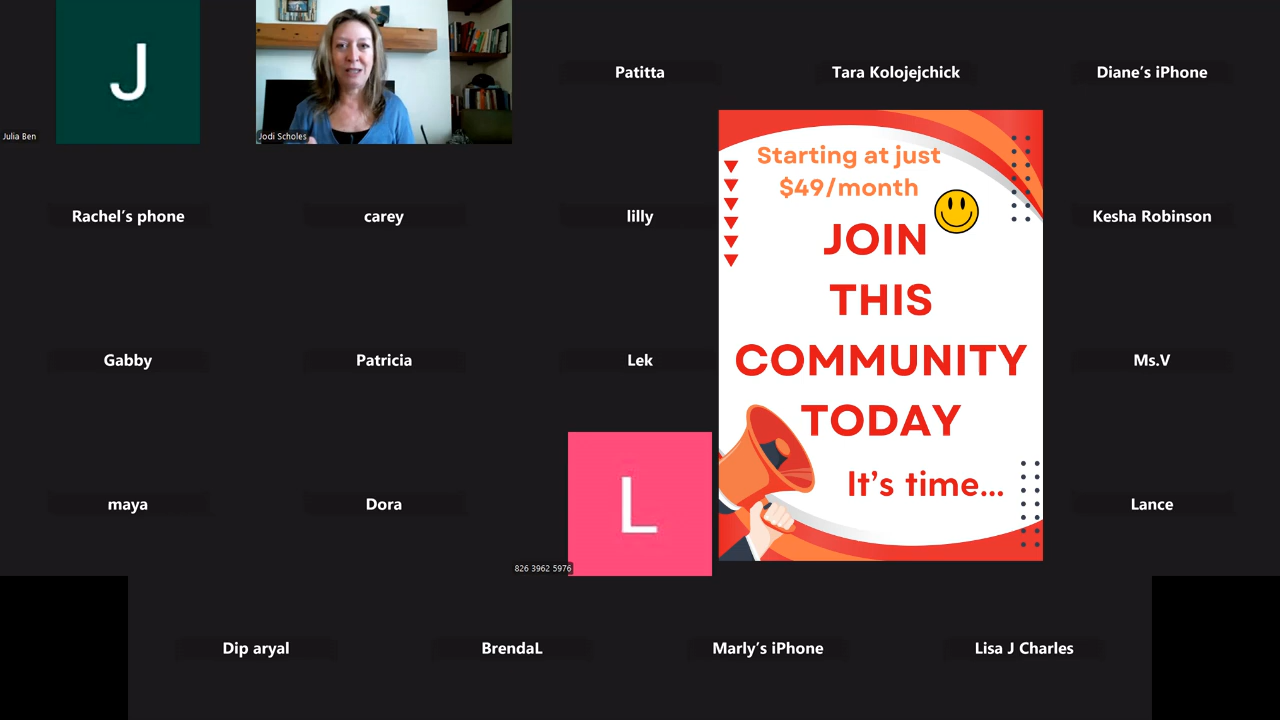 J
Julia Ben
Jodi Scholes
Patitta
Tara Kolojejchick
Diane's iPhone
Rachel's phone
carey
lilly
Kesha Robinson
Gabby
Patricia
Lek
Ms.V
maya
Dora
L
826 3962 5976
Lance
Dip aryal
BrendaL
Marly's iPhone
Lisa J Charles
Starting at just
$49/month
JOIN
THIS
COMMUNITY
TODAY
It's time...